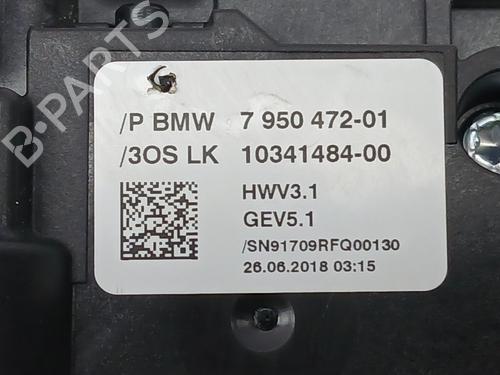 B-PARTS
/P BMW 7 950 472-01
/3OS LK 10341484-00
HWV3.1
GEV5.1
/SN91709RFQ00130
26.06.2018 03:15